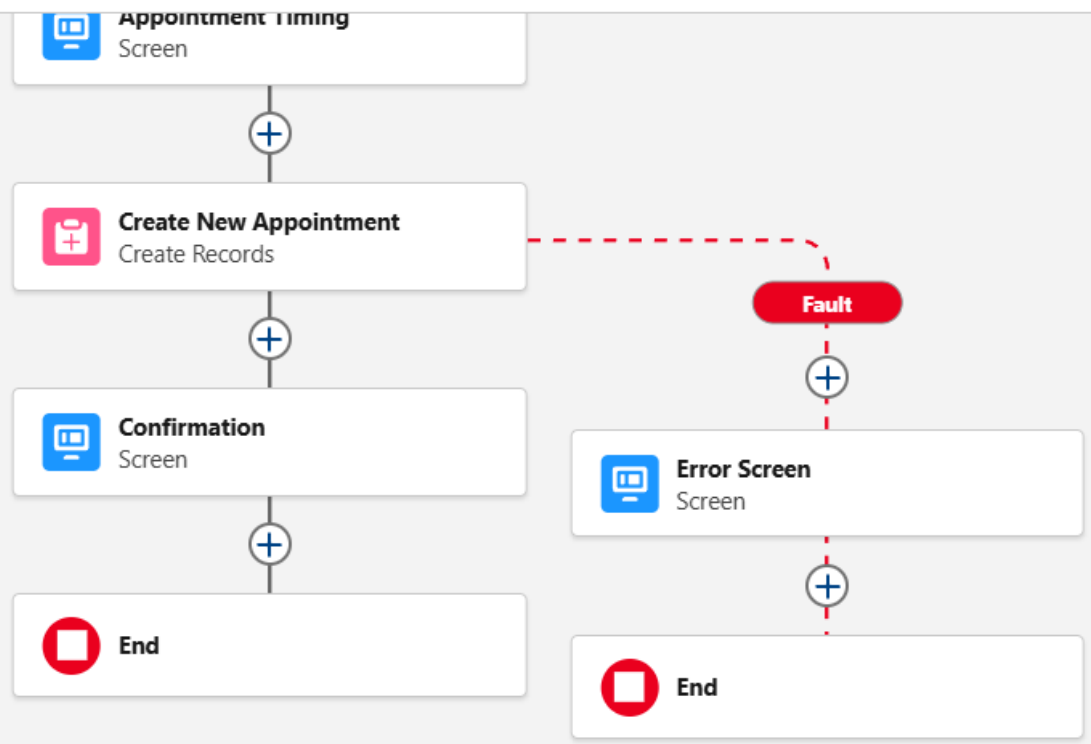 Appointment Timing
Screen
Create New Appointment
Create Records
Fault
Confirmation
Screen
Error Screen
Screen
End
End